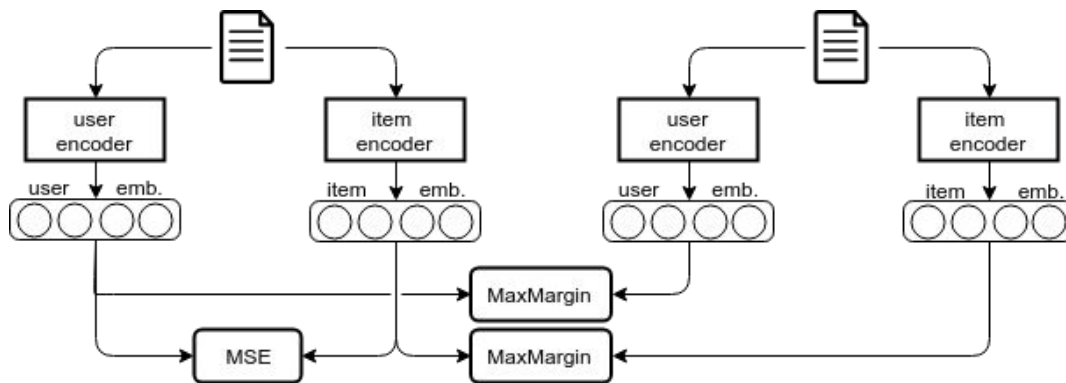 user
encoder
item
encoder
user
encoder
item
encoder
user emb.
item emb.
user emb.
item emb.
MaxMargin
MSE
MaxMargin